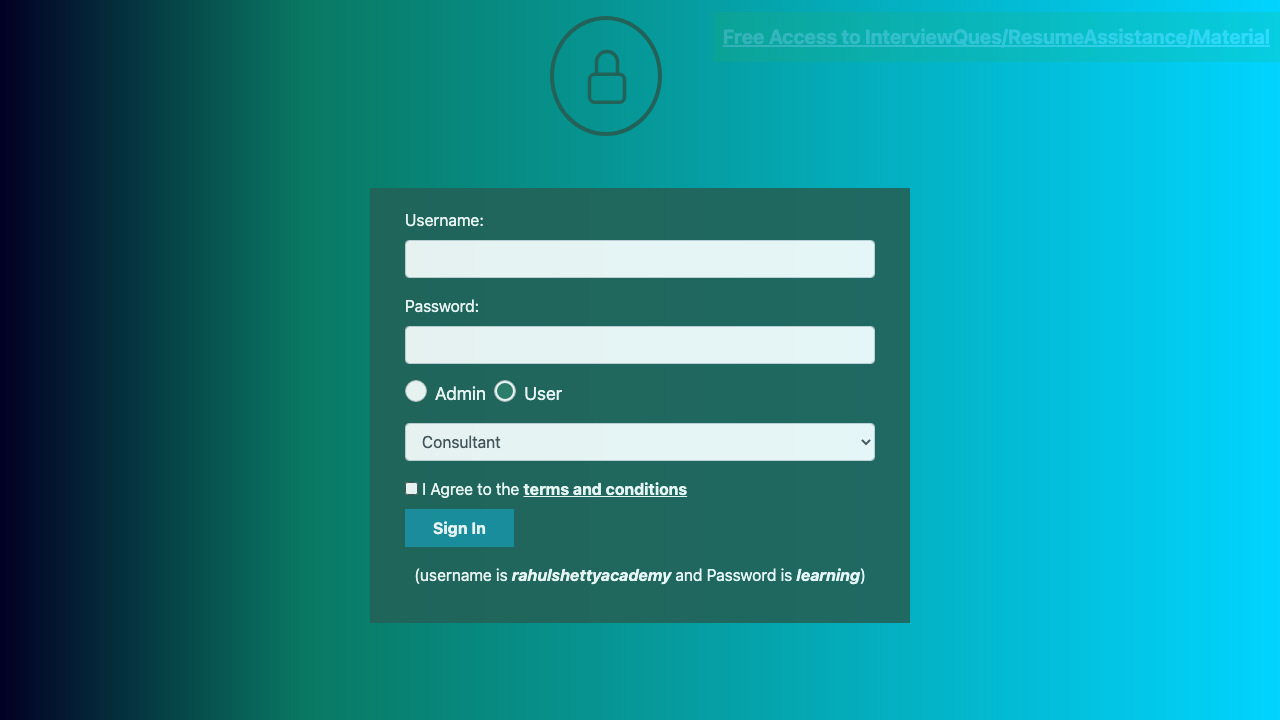 Free Access to InterviewQues/ResumeAssistance/Material
Username:
Password:
Admin User
Consultant
I Agree to the terms and conditions
Sign In
(username is rahulshettyacademy and Password is learning)